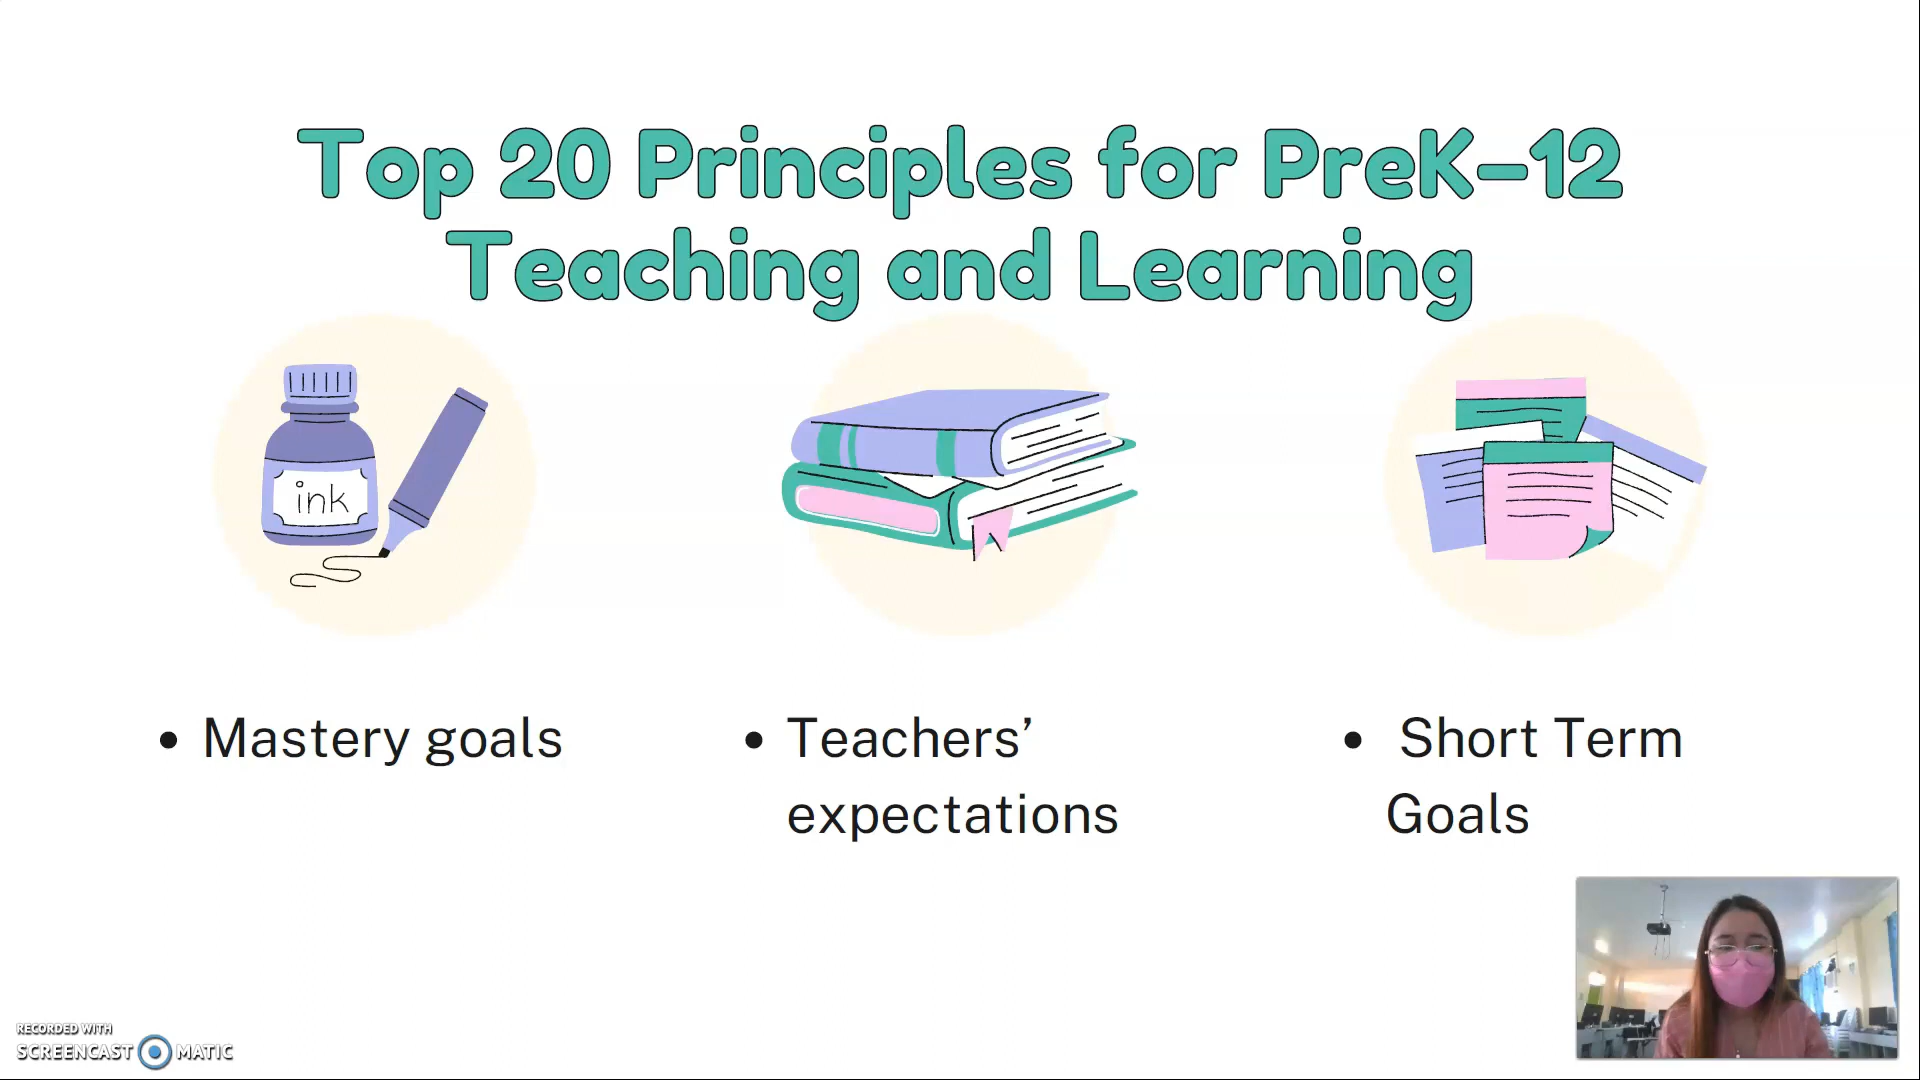 Top 20 Principles for PreK–12
Teaching and Learning
ink
• Mastery goals
• Teachers’
expectations
• Short Term
Goals
RECORDED WITH
SCREENCAST MATIC